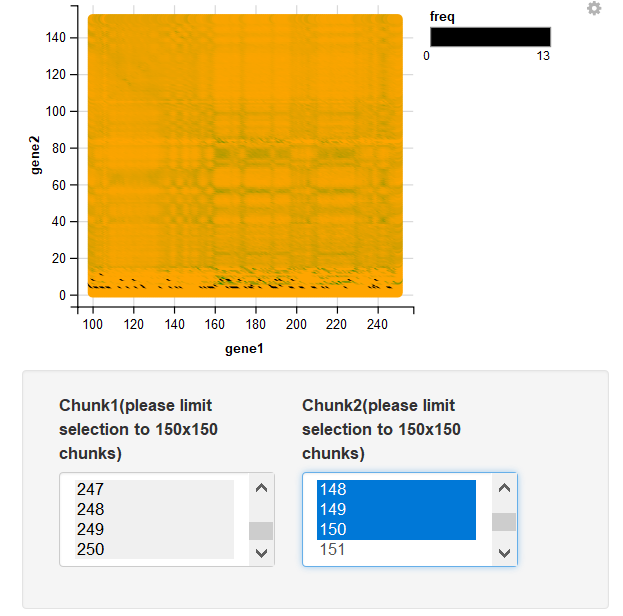 freq
0 13
140
120
100
80
60
40
20
0
gene2
100 120 140 160 180 200 220 240
gene1
Chunk1(please limit
selection to 150x150
chunks)
247
248
249
250
Chunk2(please limit
selection to 150x150
chunks)
148
149
150
151